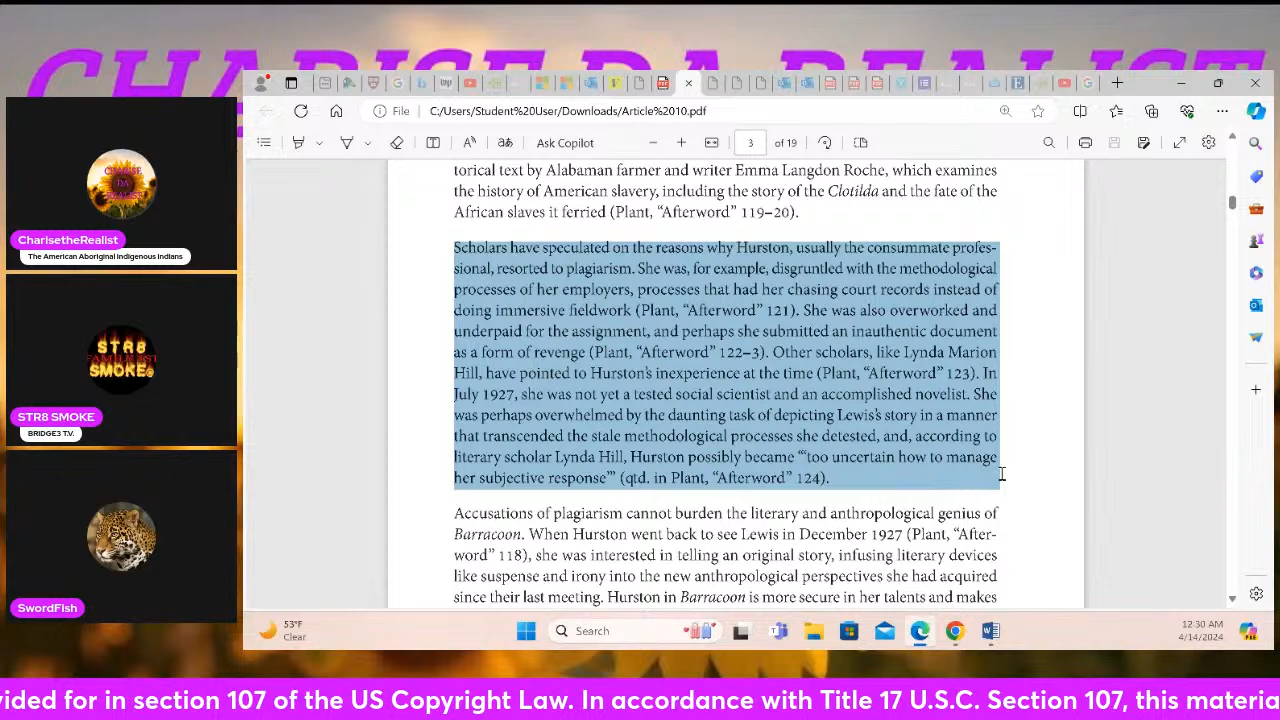 CHARISE DA REALIST
CHARISE
DA
REALIST
CharisetheRealist
The American Aboriginal Indigenous Indians
STR8
FAMILIES 1ST
SMOKE
STR8 SMOKE
BRIDGE3 T.V.
SwordFish
File
C:/Users/Student%20User/Downloads/Article%2010.pdf
Ask Copilot
3 of 19
torical text by Alabaman farmer and writer Emma Langdon Roche, which examines
the history of American slavery, including the story of the Clotilda and the fate of the
African slaves it ferried (Plant, “Afterword” 119–20).
Scholars have speculated on the reasons why Hurston, usually the consummate profes-
sional, resorted to plagiarism. She was, for example, disgruntled with the methodological
processes of her employers, processes that had her chasing court records instead of
doing immersive fieldwork (Plant, “Afterword” 121). She was also overworked and
underpaid for the assignment, and perhaps she submitted an inauthentic document
as a form of revenge (Plant, “Afterword” 122–3). Other scholars, like Lynda Marion
Hill, have pointed to Hurston’s inexperience at the time (Plant, “Afterword” 123). In
July 1927, she was not yet a tested social scientist and an accomplished novelist. She
was overwhelmed by the daunting task of depicting Lewis’s story in a manner
that transcended the stale methodological processes she detested, and, according to
literary scholar Lynda Hill, Hurston possibly became “‘too uncertain how to manage
her subjective response’” (qtd. in Plant, “Afterword” 124).
Accusations of plagiarism cannot burden the literary and anthropological genius of
Barracoon. When Hurston went back to see Lewis in December 1927 (Plant, “After-
word” 118), she was interested in telling an original story, infusing literary devices
like suspense and irony into the new anthropological perspectives she had acquired
since their last meeting. Hurston in Barracoon is more secure in her talents and makes
53°F
Clear
Search
12:30 AM
4/14/2024
vided for in section 107 of the US Copyright Law. In accordance with Title 17 U.S.C. Section 107, this materia